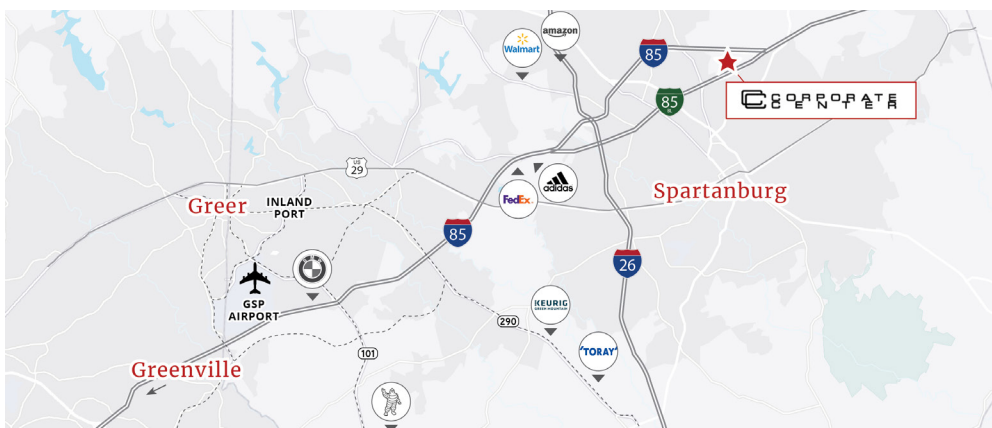 Walmart
amazon
85
85
CC CORPORATE
CENTER
US
29
adidas
FedEx
Spartanburg
Greer
INLAND
PORT
85
26
GSP
AIRPORT
KEURIG
GREEN MOUNTAIN
290
'TORAY'
101
Greenville